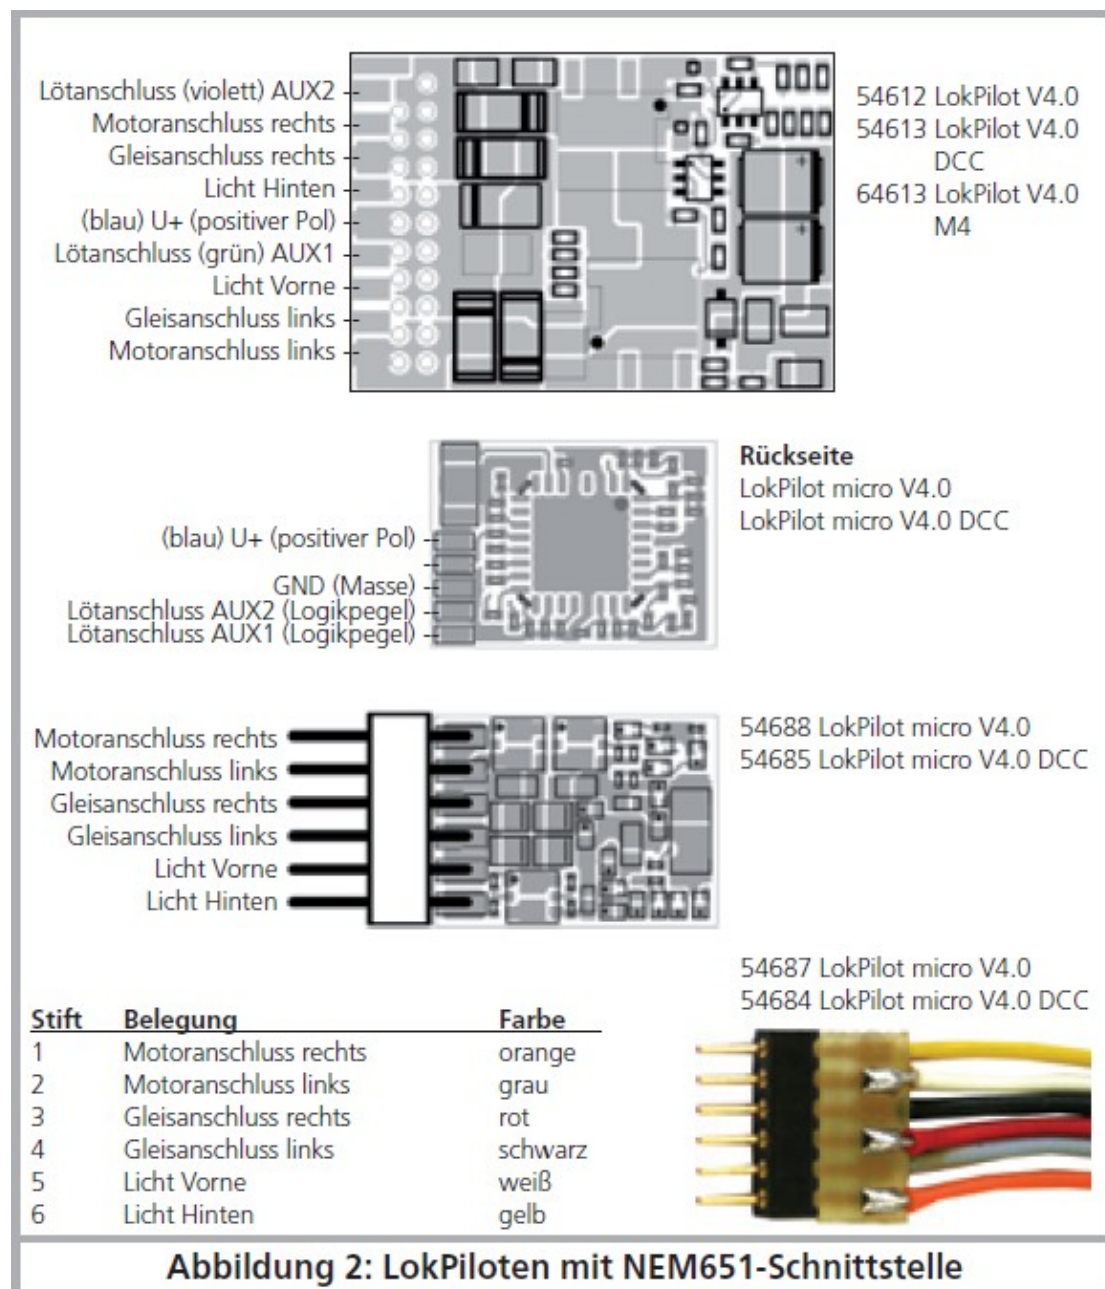 Lötanschluss (violett) AUX2
Motoranschluss rechts
Gleisanschluss rechts
Licht Hinten
(blau) U+ (positiver Pol)
Lötanschluss (grün) AUX1
Licht Vorne
Gleisanschluss links
Motoranschluss links
54612 LokPilot V4.0
54613 LokPilot V4.0
DCC
64613 LokPilot V4.0
M4
Rückseite
LokPilot micro V4.0
LokPilot micro V4.0 DCC
(blau) U+ (positiver Pol)
GND (Masse)
Lötanschluss AUX2 (Logikpegel)
Lötanschluss AUX1 (Logikpegel)
Motoranschluss rechts
Motoranschluss links
Gleisanschluss rechts
Gleisanschluss links
Licht Vorne
Licht Hinten
54688 LokPilot micro V4.0
54685 LokPilot micro V4.0 DCC
54687 LokPilot micro V4.0
54684 LokPilot micro V4.0 DCC
Stift Belegung Farbe
1 Motoranschluss rechts orange
2 Motoranschluss links grau
3 Gleisanschluss rechts rot
4 Gleisanschluss links schwarz
5 Licht Vorne weiß
6 Licht Hinten gelb
Abbildung 2: LokPiloten mit NEM651-Schnittstelle